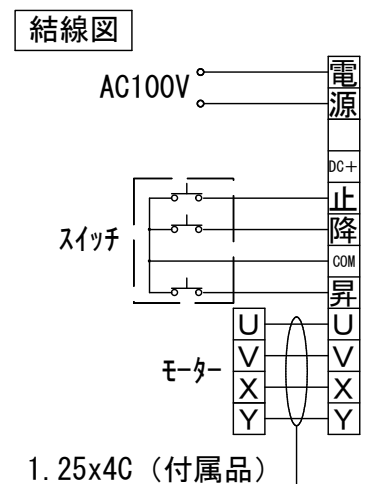 結線図
AC100V
電
源
DC+
止
降
COM
昇
スイッチ
U
V
X
Y
モーター
U
V
X
Y
1.25x4C (付属品)